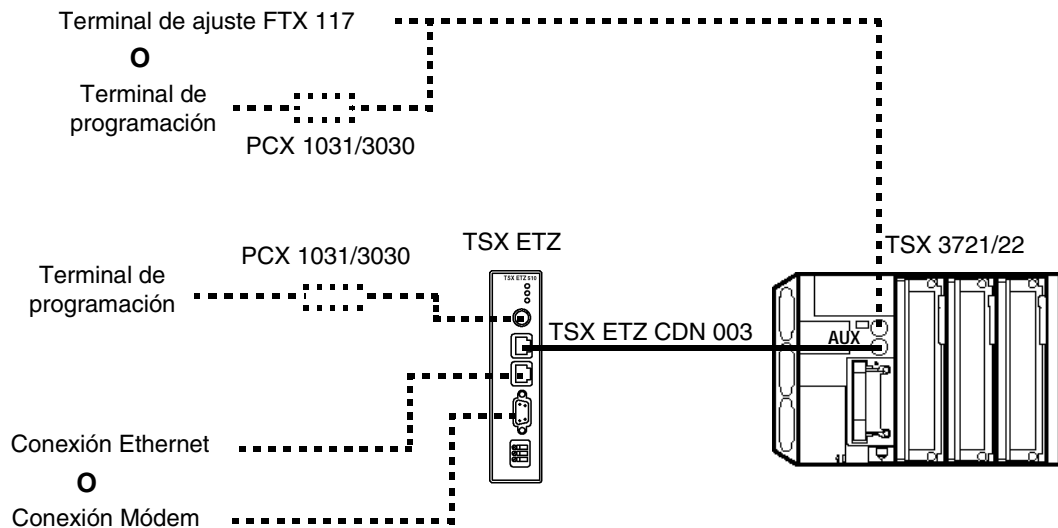 Terminal de ajuste FTX 117
O
Terminal de
programación
PCX 1031/3030
TSX ETZ
TSX 3721/22
PCX 1031/3030
Terminal de
programación
TSX ETZ 510
TSX ETZ CDN 003
AUX
Conexión Ethernet
O
Conexión Módem